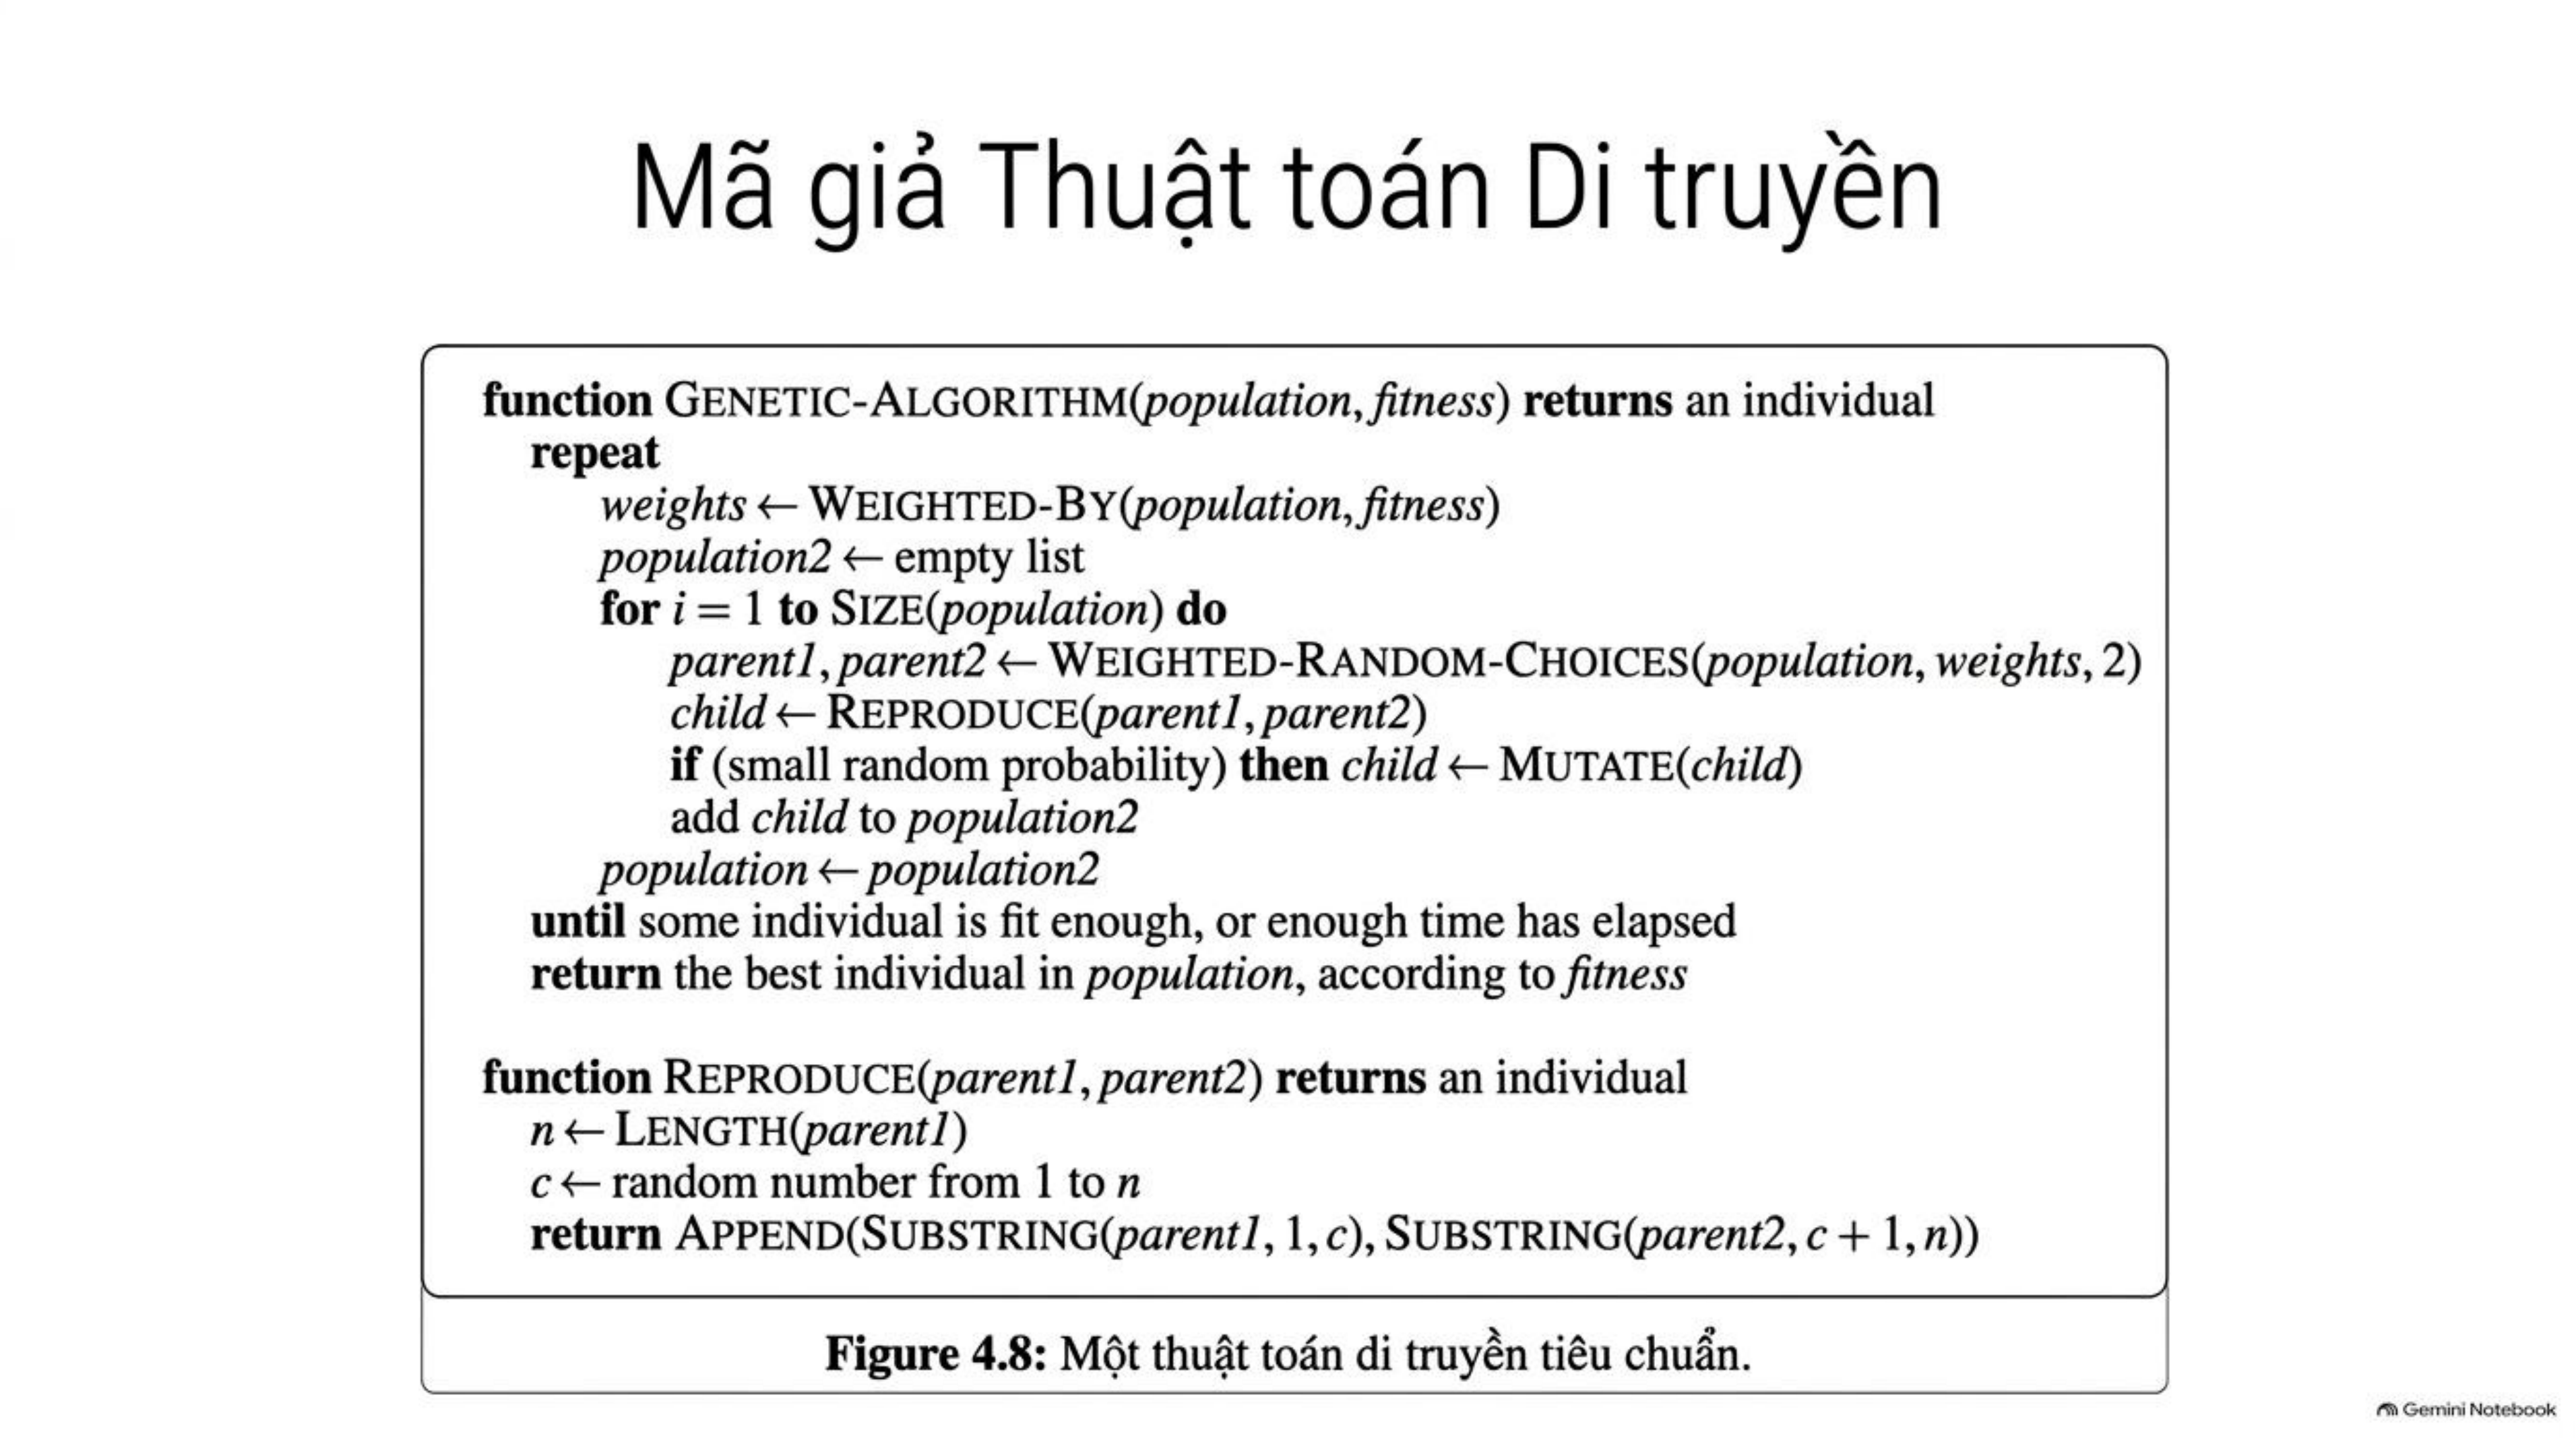 Mã giả Thuật toán Di truyền
function GENETIC-ALGORITHM(population, fitness) returns an individual
repeat
weights ← WEIGHTED-BY(population, fitness)
population2 ← empty list
for i = 1 to SIZE(population) do
parent1, parent2 ← WEIGHTED-RANDOM-CHOICES(population, weights, 2)
child ← REPRODUCE(parent1, parent2)
if (small random probability) then child ← MUTATE(child)
add child to population2
population ← population2
until some individual is fit enough, or enough time has elapsed
return the best individual in population, according to fitness
function REPRODUCE(parent1, parent2) returns an individual
n ← LENGTH(parent1)
c ← random number from 1 to n
return APPEND(SUBSTRING(parent1, 1, c), SUBSTRING(parent2, c + 1, n))
Figure 4.8: Một thuật toán di truyền tiêu chuẩn.
Gemini Notebook